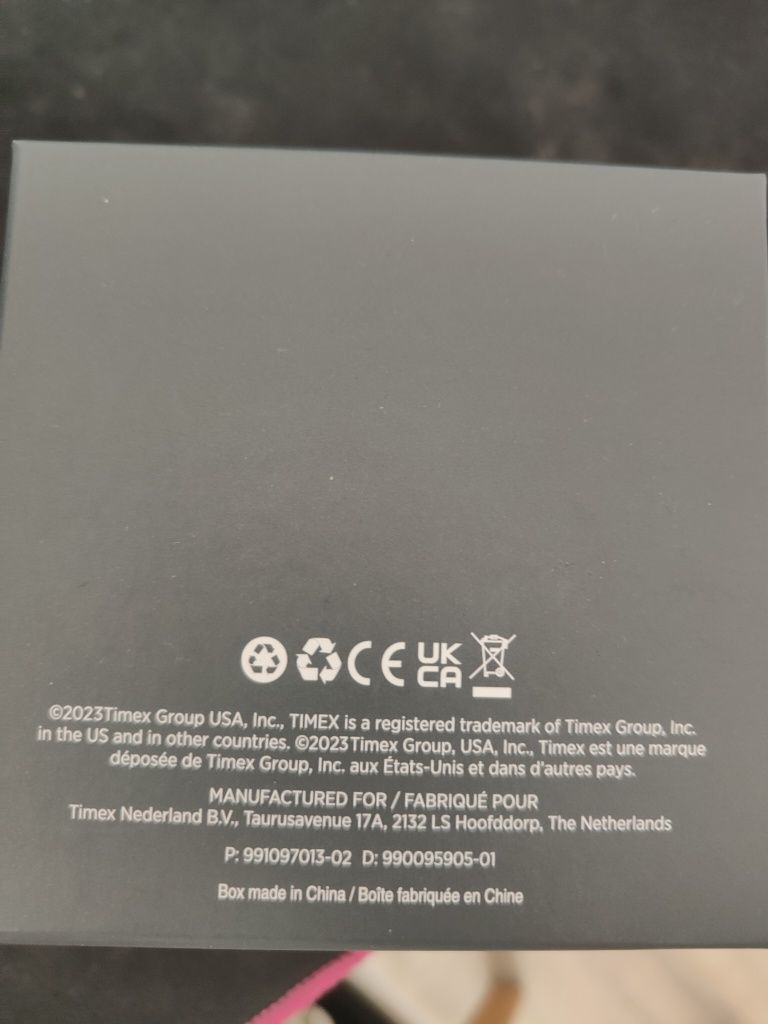 CE UK
CA
©2023Timex Group USA, Inc., TIMEX is a registered trademark of Timex Group, Inc.
in the US and in other countries. ©2023Timex Group, USA, Inc., Timex est une marque
déposée de Timex Group, Inc. aux États-Unis et dans d'autres pays.
MANUFACTURED FOR / FABRIQUÉ POUR
Timex Nederland B.V., Taurusavenue 17A, 2132 LS Hoofddorp, The Netherlands
P: 991097013-02 D: 990095905-01
Box made in China / Boîte fabriquée en Chine